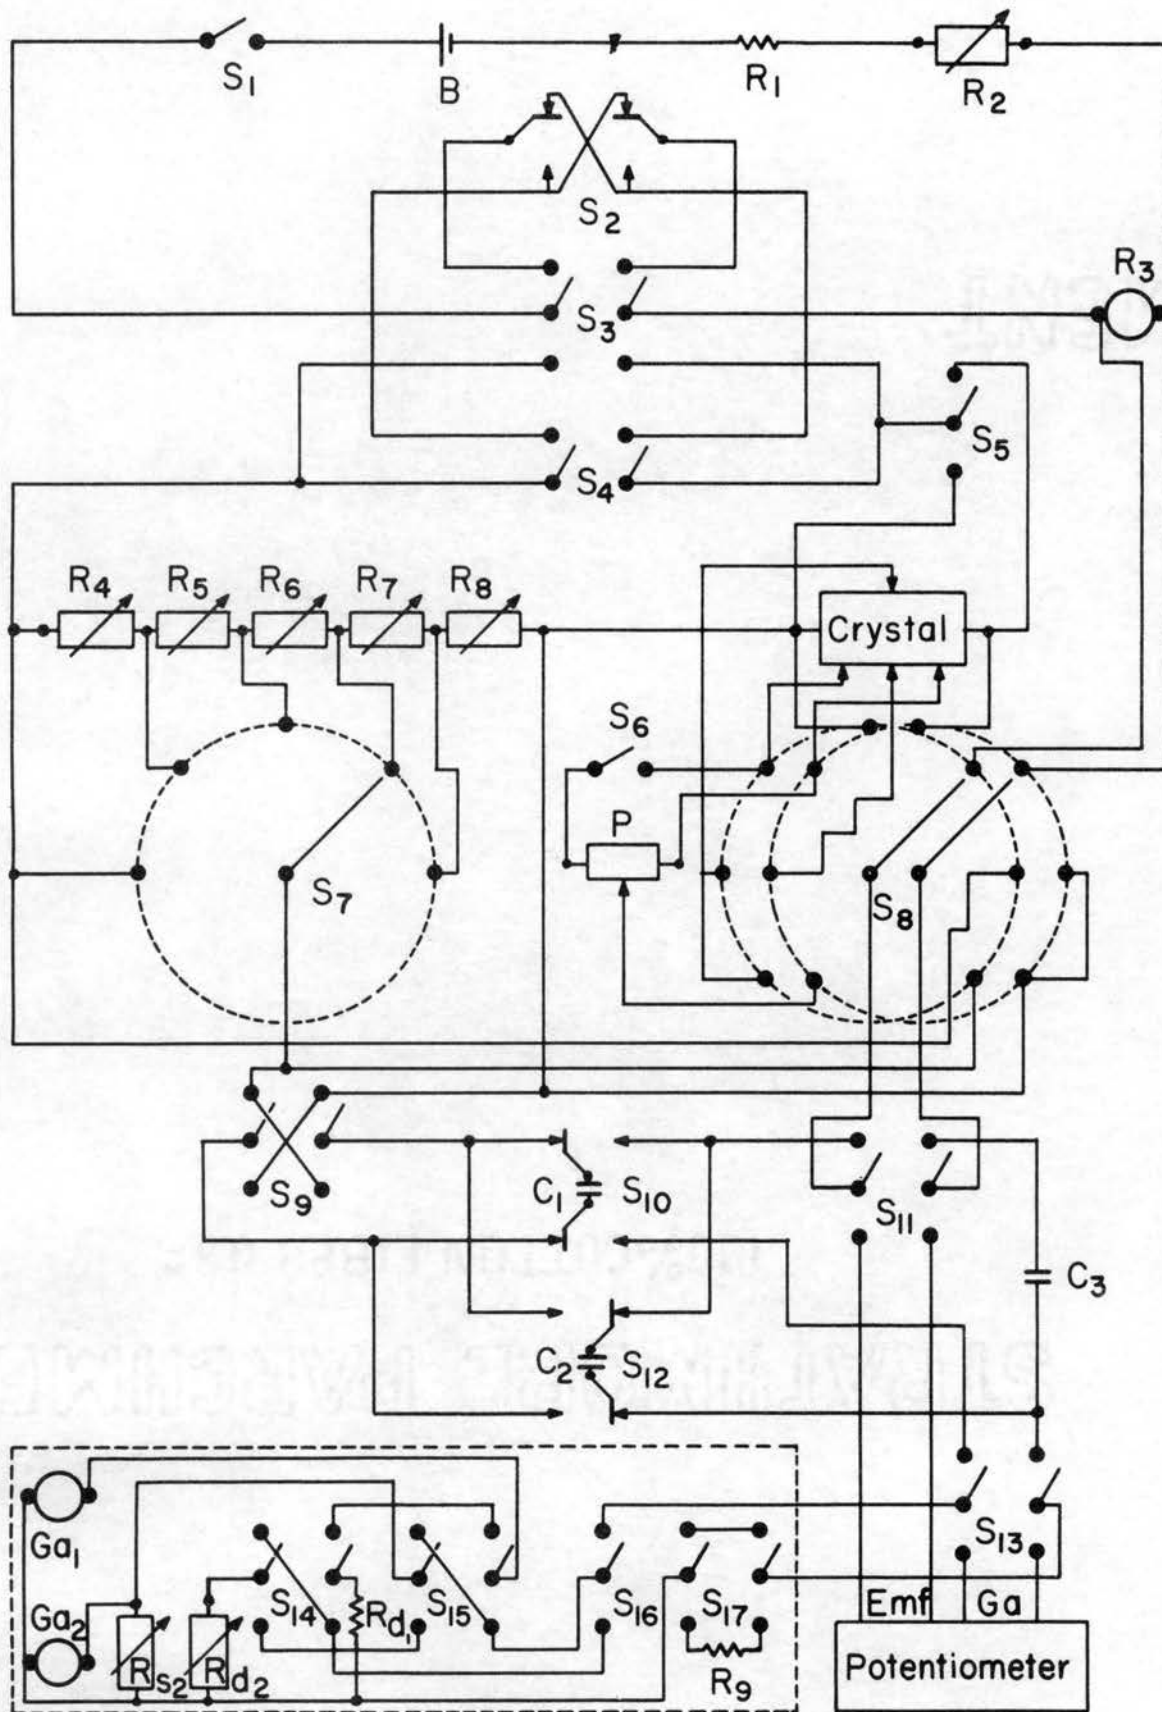 S1 B R1 R2
S2
R3
S3
S5
S4
R4 R5 R6 R7 R8
Crystal
S6
P
S7 S8
S9 C1 S10 S11
C3
C2 S12
Ga1 S13
S14 Rd1 S15 S16 S17
Ga2 Emf Ga
Rs2 Rd2 R9 Potentiometer